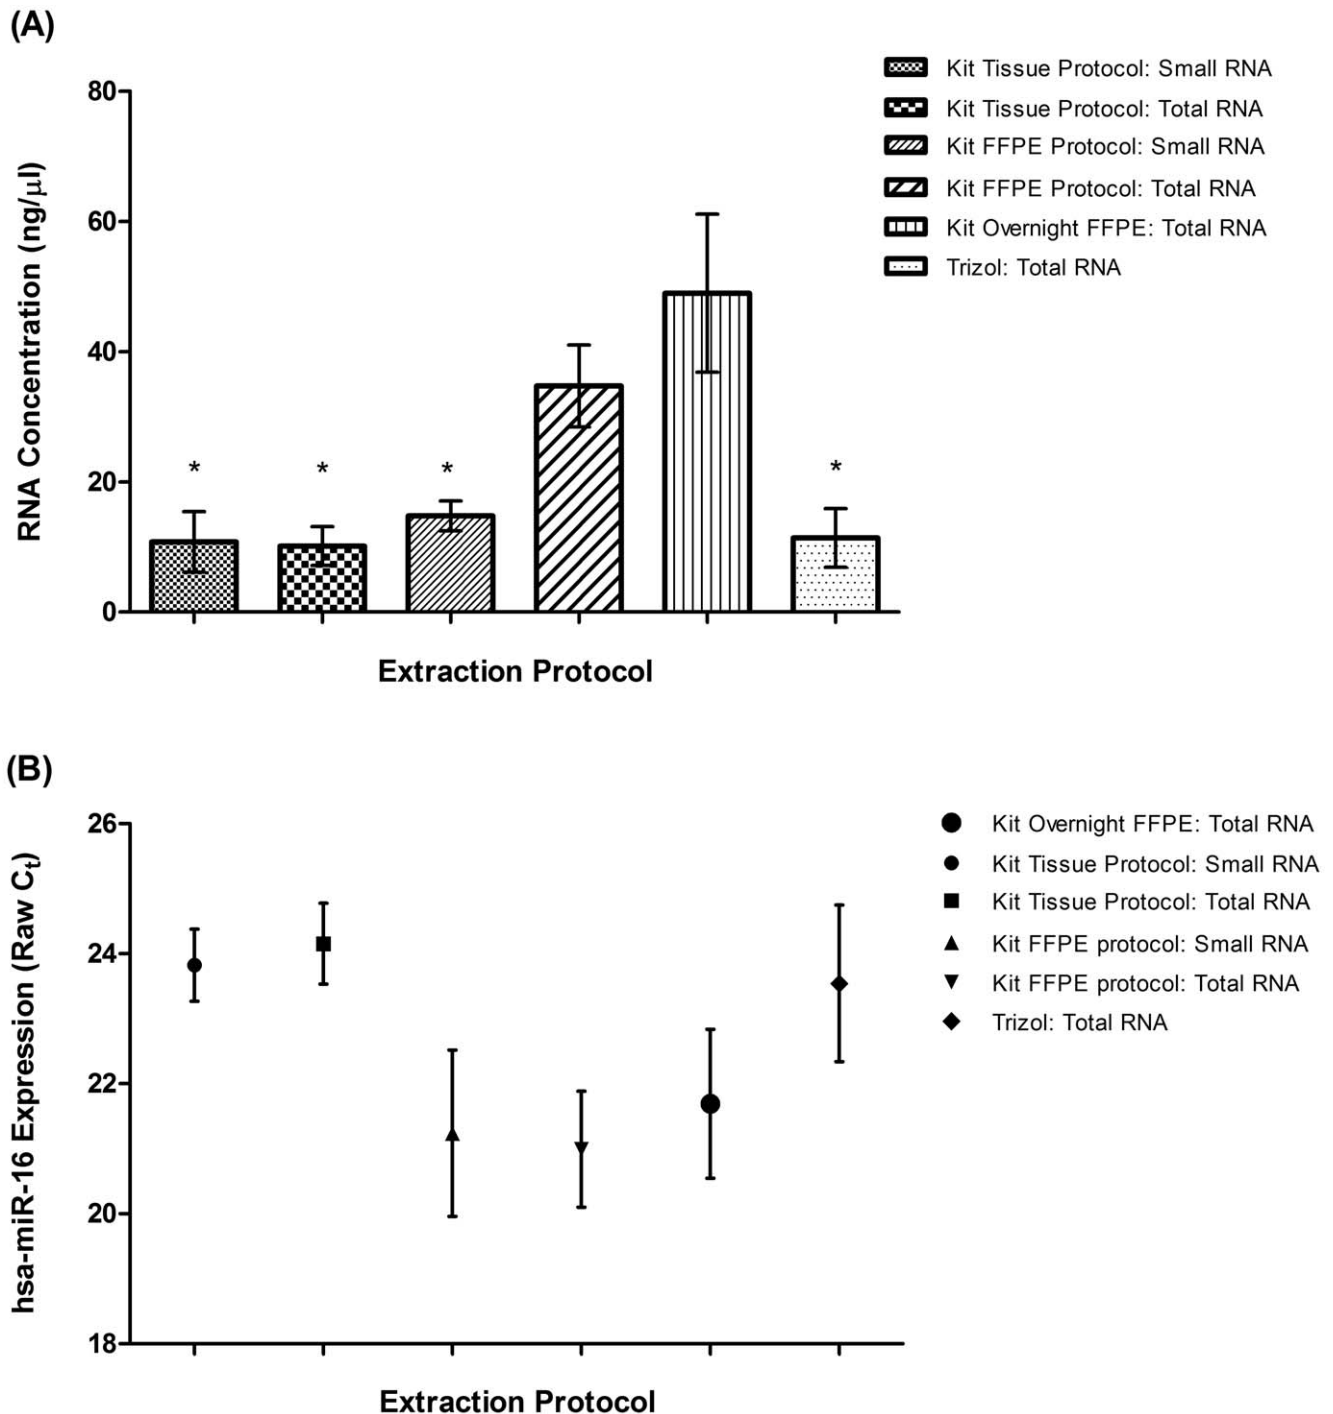 (A)
80
60
40
20
0
RNA Concentration (ng/μl)
* * * *
Extraction Protocol
Kit Tissue Protocol: Small RNA
Kit Tissue Protocol: Total RNA
Kit FFPE Protocol: Small RNA
Kit FFPE Protocol: Total RNA
Kit Overnight FFPE: Total RNA
Trizol: Total RNA
(B)
26
24
22
20
18
hsa-miR-16 Expression (Raw Ct)
Extraction Protocol
Kit Overnight FFPE: Total RNA
Kit Tissue Protocol: Small RNA
Kit Tissue Protocol: Total RNA
Kit FFPE protocol: Small RNA
Kit FFPE protocol: Total RNA
Trizol: Total RNA